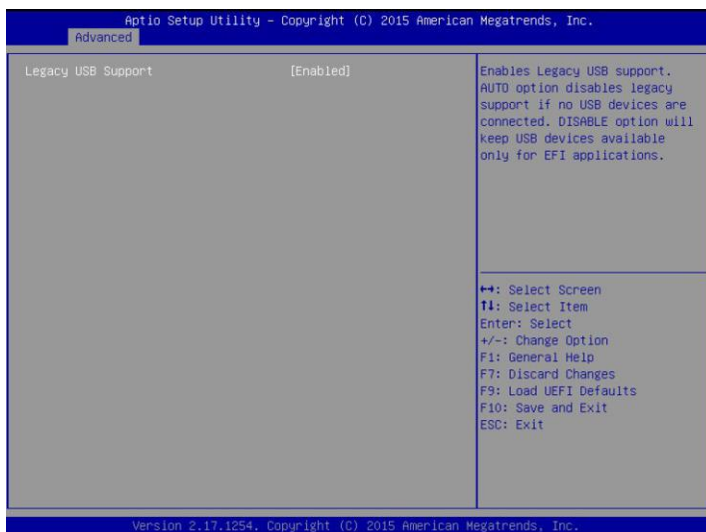 Aptio Setup Utility – Copyright (C) 2015 American Megatrends, Inc.
Advanced
Legacy USB Support [Enabled]
Enables Legacy USB support.
AUTO option disables legacy
support if no USB devices are
connected. DISABLE option will
keep USB devices available
only for EFI applications.
↔: Select Screen
↑↓: Select Item
Enter: Select
+/-: Change Option
F1: General Help
F7: Discard Changes
F9: Load UEFI Defaults
F10: Save and Exit
ESC: Exit
Version 2.17.1254. Copyright (C) 2015 American Megatrends, Inc.